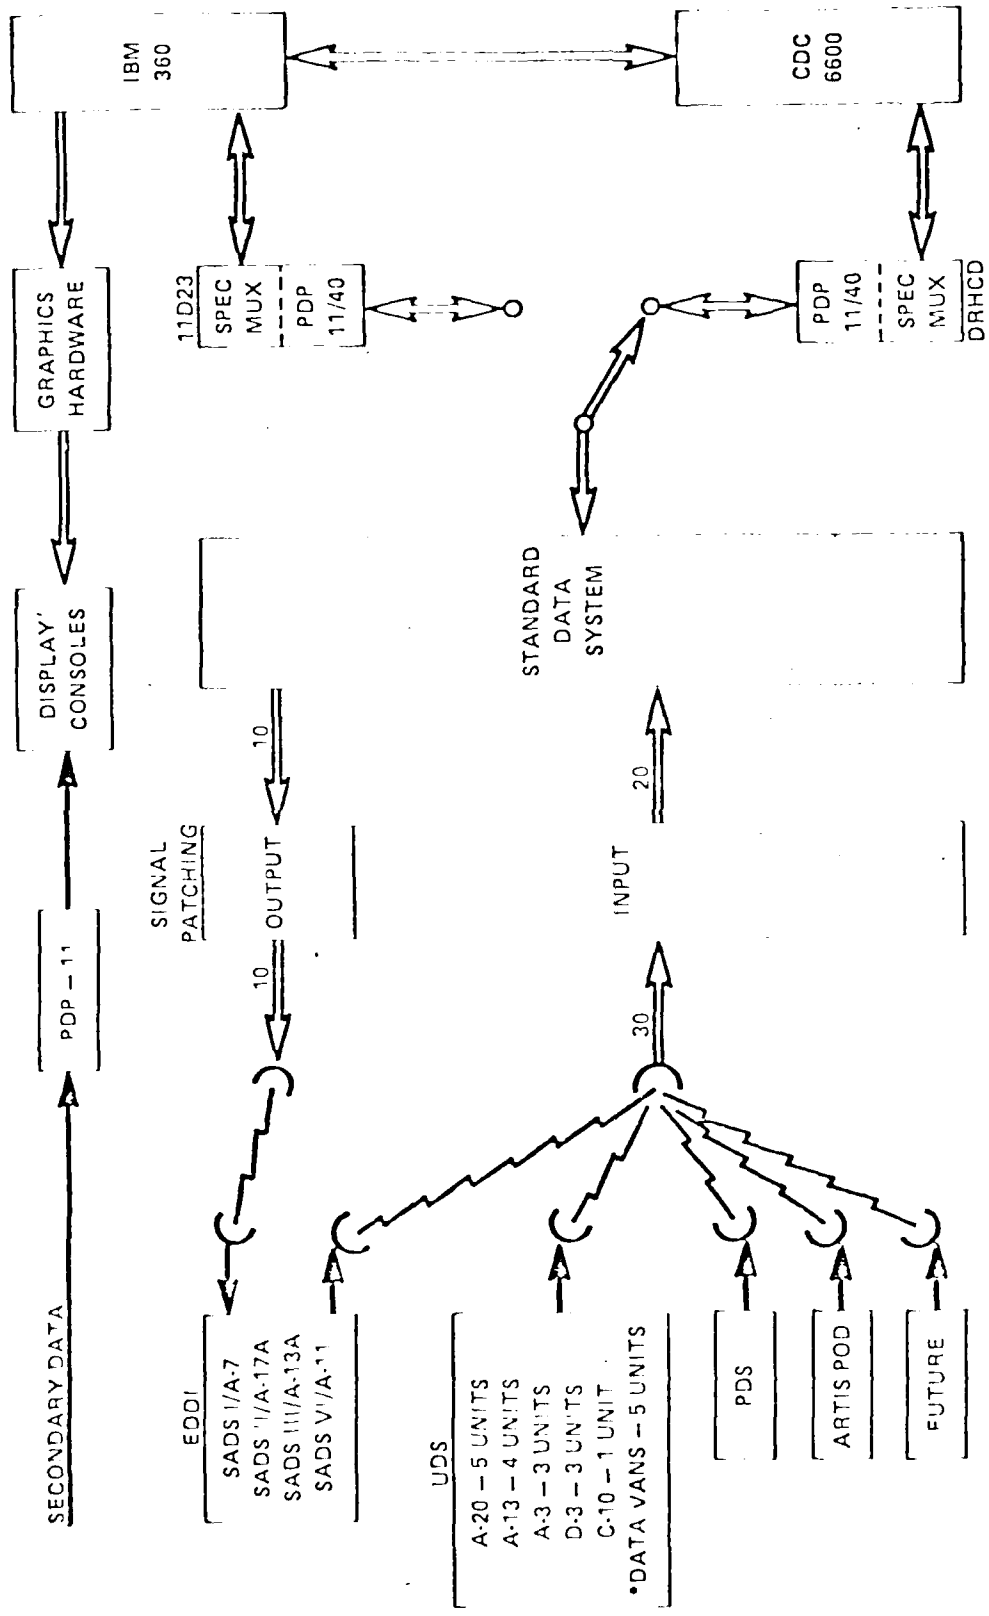 SECONDARY DATA
PDP – 11
DISPLAY'
CONSOLES
GRAPHICS
HARDWARE
IBM
360
EDDI
SADS I/A-7
SADS II/A-17A
SADS III/A-13A
SADS VI/A-11
10
SIGNAL
PATCHING
OUTPUT
10
11D23
SPEC
MUX
PDP
11/40
UDS
A-20 – 5 UNITS
A-13 – 4 UNITS
A-3 – 3 UNITS
D-3 – 3 UNITS
C-10 – 1 UNIT
*DATA VANS – 5 UNITS
30
INPUT
20
STANDARD
DATA
SYSTEM
PDS
ARTIS POD
FUTURE
PDP
11/40
SPEC
MUX
DRHCD
CDC
6600